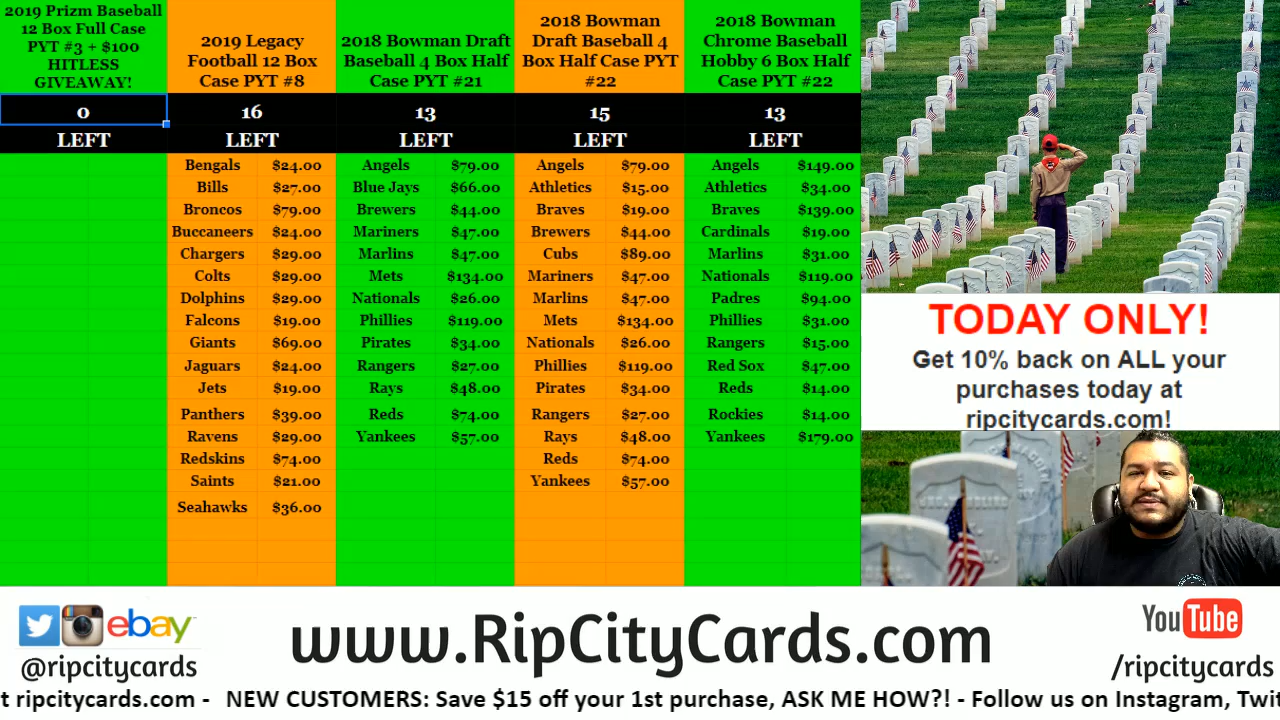 2019 Prizm Baseball
12 Box Full Case
PYT #3 + $100
HITLESS
GIVEAWAY!
0
LEFT
2019 Legacy
Football 12 Box
Case PYT #8
16
LEFT
Bengals $24.00
Bills $27.00
Broncos $79.00
Buccaneers $24.00
Chargers $29.00
Colts $29.00
Dolphins $29.00
Falcons $19.00
Giants $69.00
Jaguars $24.00
Jets $19.00
Panthers $39.00
Ravens $29.00
Redskins $74.00
Saints $21.00
Seahawks $36.00
2018 Bowman Draft
Baseball 4 Box Half
Case PYT #21
13
LEFT
Angels $79.00
Blue Jays $66.00
Brewers $44.00
Mariners $47.00
Marlins $47.00
Mets $134.00
Nationals $26.00
Phillies $119.00
Pirates $34.00
Rangers $27.00
Rays $48.00
Reds $74.00
Yankees $57.00
2018 Bowman
Draft Baseball 4
Box Half Case PYT
#22
15
LEFT
Angels $79.00
Athletics $15.00
Braves $19.00
Brewers $44.00
Cubs $89.00
Mariners $47.00
Marlins $47.00
Mets $134.00
Nationals $26.00
Phillies $119.00
Pirates $34.00
Rangers $27.00
Rays $48.00
Reds $74.00
Yankees $57.00
2018 Bowman
Chrome Baseball
Hobby 6 Box Half
Case PYT #22
13
LEFT
Angels $149.00
Athletics $34.00
Braves $139.00
Cardinals $19.00
Marlins $31.00
Nationals $119.00
Padres $94.00
Phillies $31.00
Rangers $15.00
Red Sox $47.00
Reds $14.00
Rockies $14.00
Yankees $179.00
TODAY ONLY!
Get 10% back on ALL your
purchases today at
ripcitycards.com!
ebay
@ripcitycards
www.RipCityCards.com
YouTube
/ripcitycards
t ripcitycards.com - NEW CUSTOMERS: Save $15 off your 1st purchase, ASK ME HOW?! - Follow us on Instagram, Twit